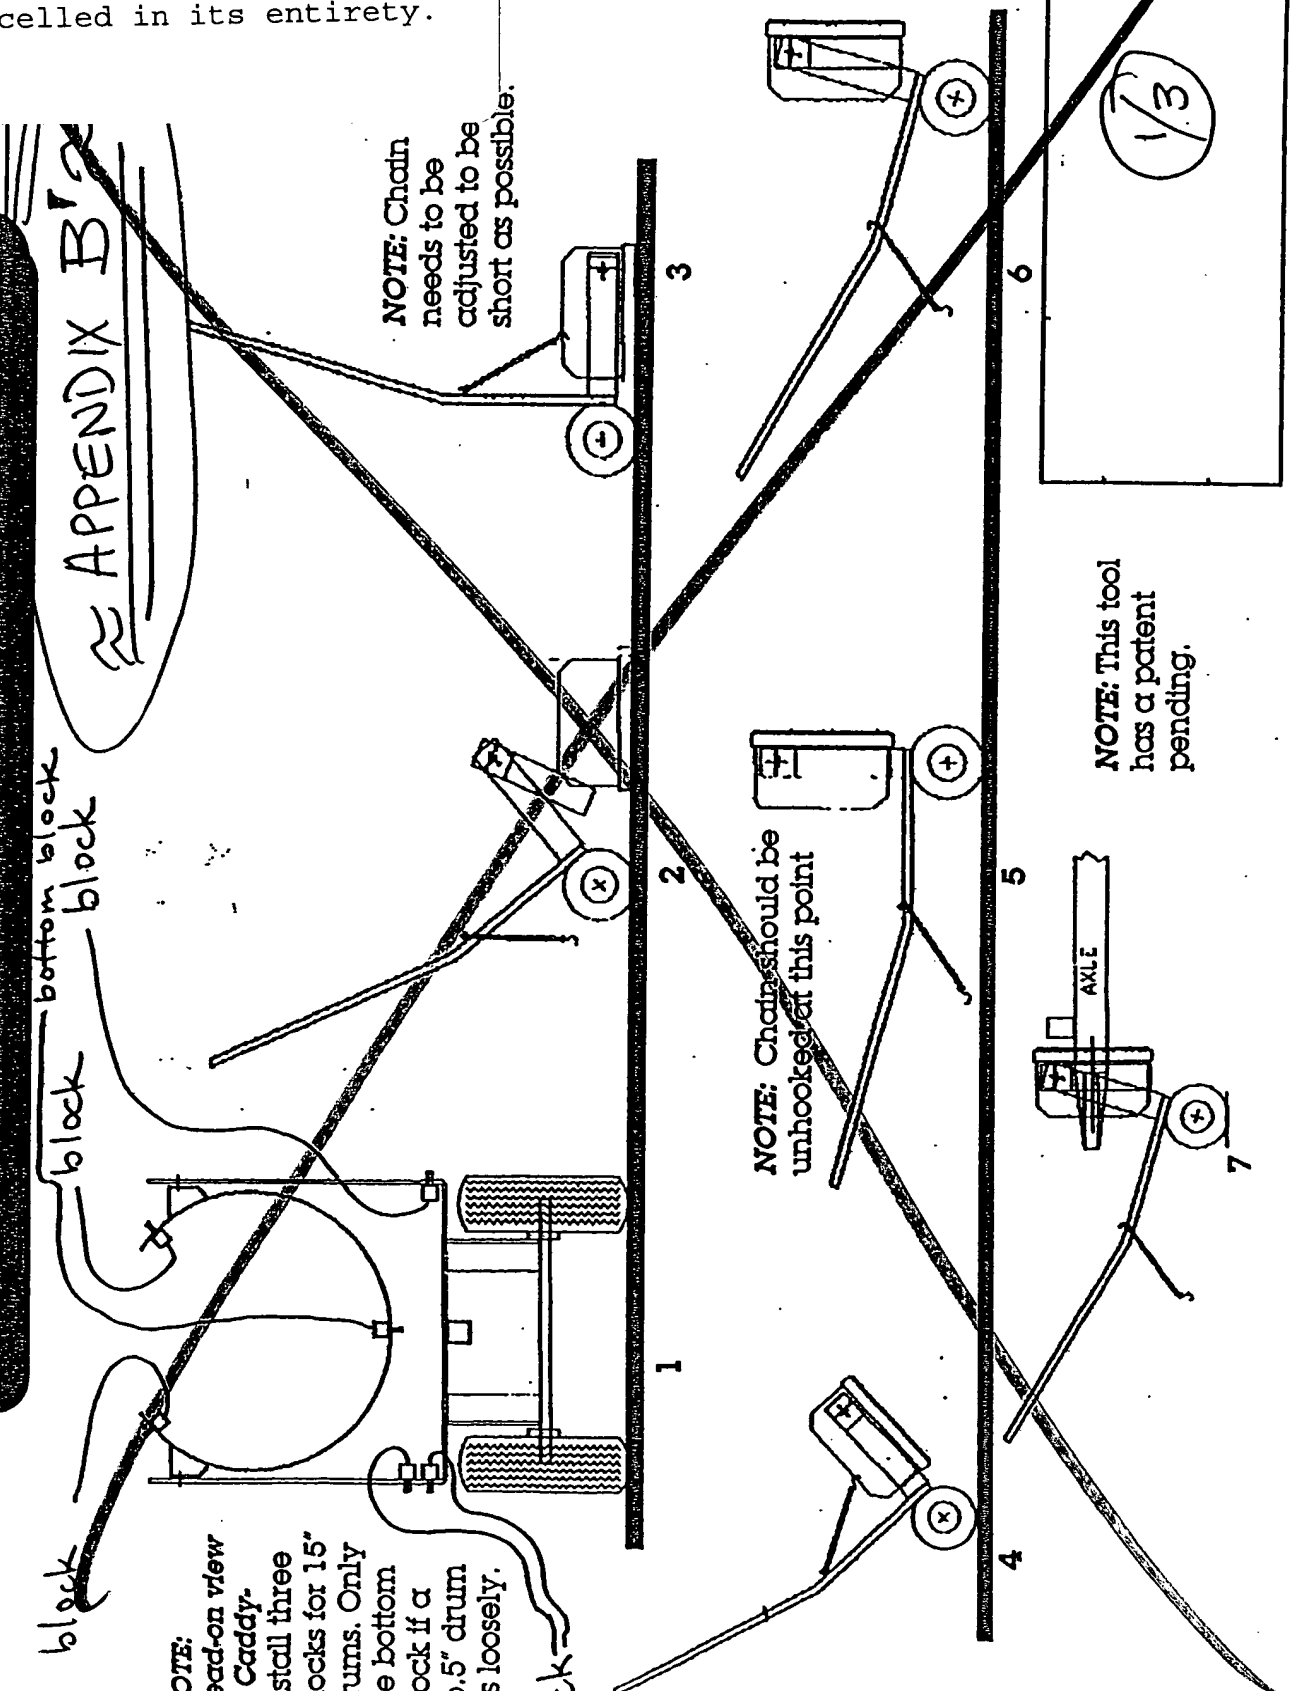 celled in its entirety.
≈ APPENDIX B'~
1/3
bottom block
block
block
block
NOTE: Chain
needs to be
adjusted to be
short as possible.
3
2
1
OTE:
ead-on view
Caddy-
stall three
ocks for 15"
rums. Only
e bottom
ock if a
.5" drum
s loosely.
ck
NOTE: Chain should be
unhooked at this point
6
5
4
AXLE
7
NOTE: This tool
has a patent
pending.